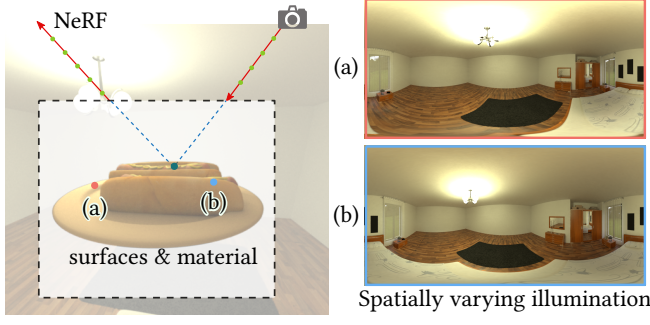 NeRF
(a)
(b)
surfaces & material
(a)
(b)
Spatially varying illumination